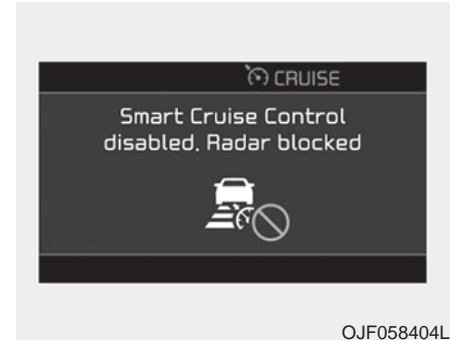 CRUISE
Smart Cruise Control
disabled. Radar blocked
OJF058404L